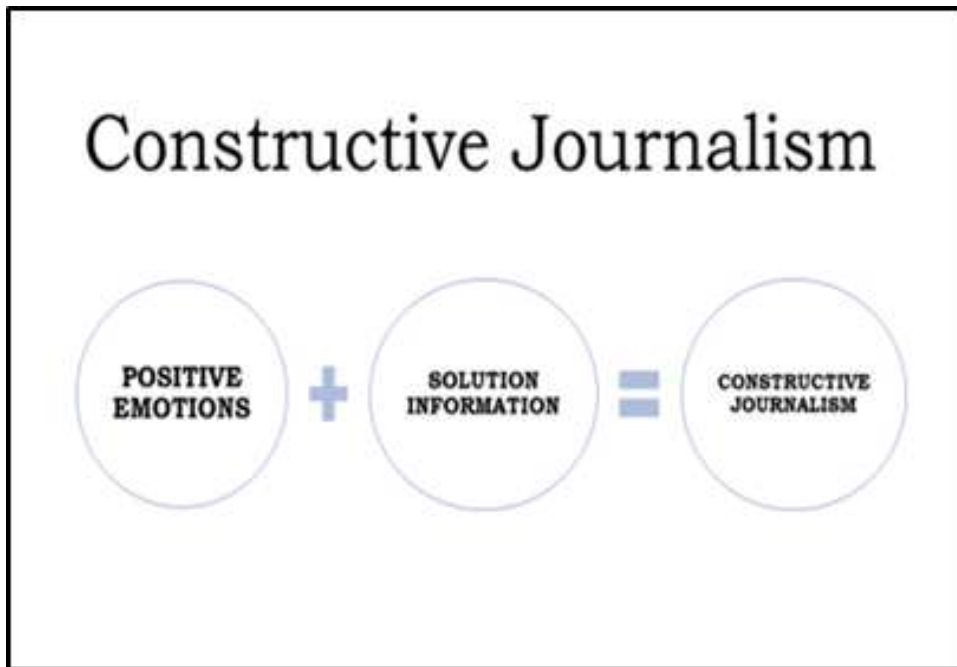 Constructive Journalism
POSITIVE
EMOTIONS
+
SOLUTION
INFORMATION
=
CONSTRUCTIVE
JOURNALISM